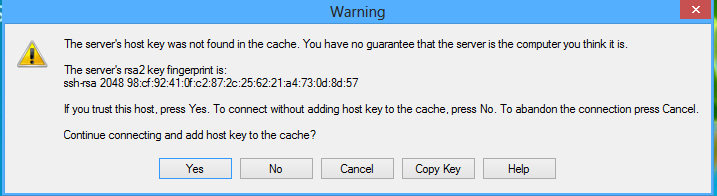 Warning
The server's host key was not found in the cache. You have no guarantee that the server is the computer you think it is.
The server's rsa2 key fingerprint is:
ssh-rsa 2048 98:cf:92:41:0f:c2:87:2c:25:62:21:a4:73:0d:8d:57
If you trust this host, press Yes. To connect without adding host key to the cache, press No. To abandon the connection press Cancel.
Continue connecting and add host key to the cache?
Yes No Cancel Copy Key Help